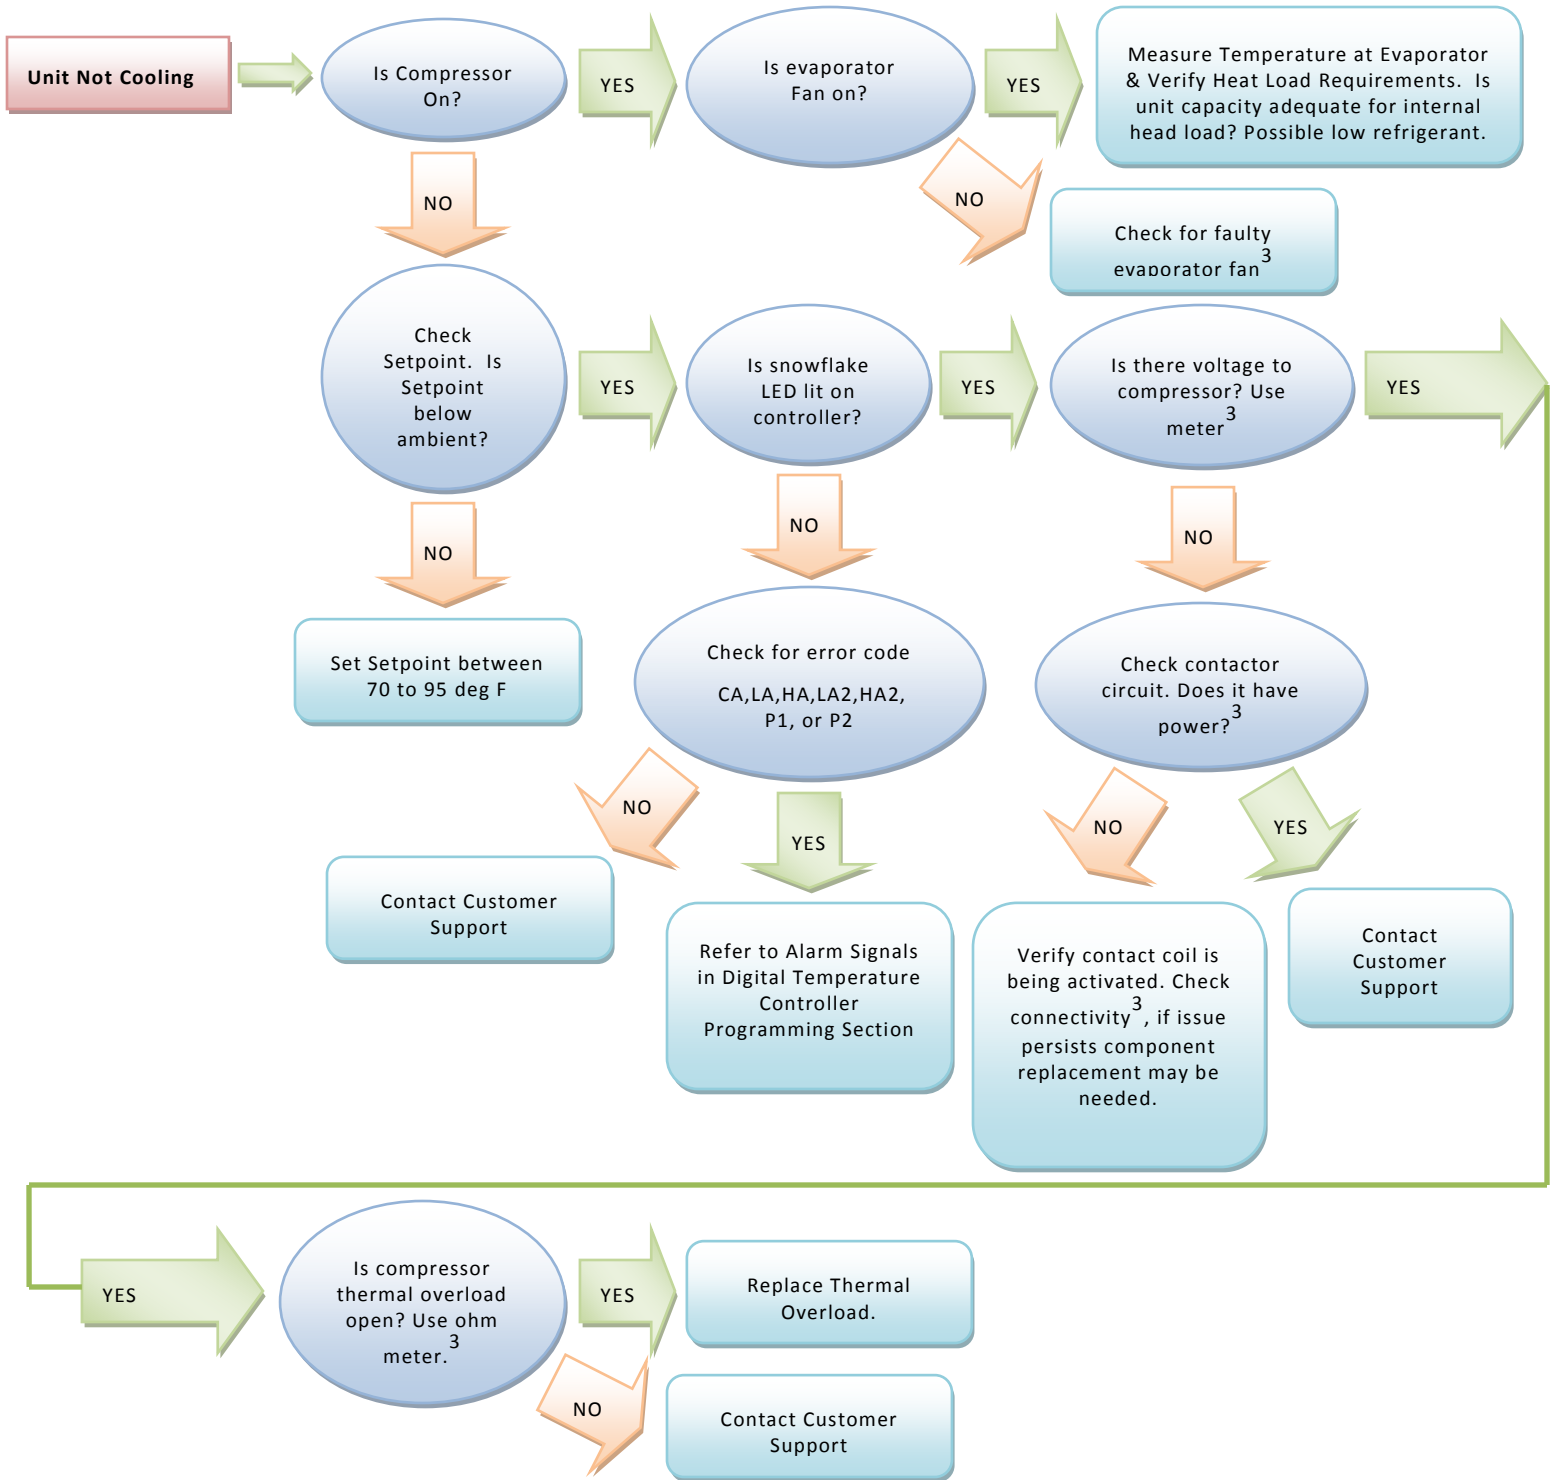 Unit Not Cooling
Is Compressor
On?
YES
Is evaporator
Fan on?
YES
Measure Temperature at Evaporator
& Verify Heat Load Requirements. Is
unit capacity adequate for internal
head load? Possible low refrigerant.
NO
NO
Check for faulty
evaporator fan3
Check
Setpoint. Is
Setpoint
below
ambient?
YES
Is snowflake
LED lit on
controller?
YES
Is there voltage to
compressor? Use
meter3
YES
NO
NO
NO
Set Setpoint between
70 to 95 deg F
Check for error code
CA,LA,HA,LA2,HA2,
P1, or P2
Check contactor
circuit. Does it have
power?3
NO
YES
NO
YES
Contact Customer
Support
Refer to Alarm Signals
in Digital Temperature
Controller
Programming Section
Verify contact coil is
being activated. Check
connectivity3, if issue
persists component
replacement may be
needed.
Contact
Customer
Support
YES
Is compressor
thermal overload
open? Use ohm
meter.3
YES
Replace Thermal
Overload.
NO
Contact Customer
Support